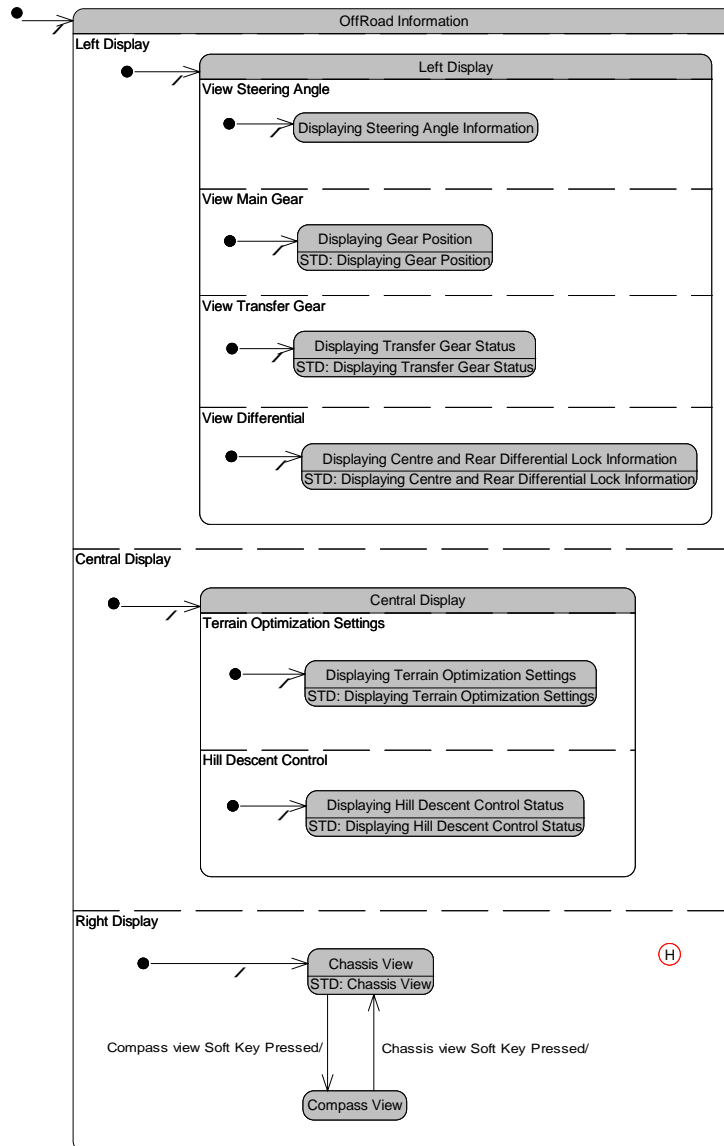 OffRoad Information
Left Display
Left Display
View Steering Angle
Displaying Steering Angle Information
View Main Gear
Displaying Gear Position
STD: Displaying Gear Position
View Transfer Gear
Displaying Transfer Gear Status
STD: Displaying Transfer Gear Status
View Differential
Displaying Centre and Rear Differential Lock Information
STD: Displaying Centre and Rear Differential Lock Information
Central Display
Central Display
Terrain Optimization Settings
Displaying Terrain Optimization Settings
STD: Displaying Terrain Optimization Settings
Hill Descent Control
Displaying Hill Descent Control Status
STD: Displaying Hill Descent Control Status
Right Display
H
Chassis View
STD: Chassis View
Compass view Soft Key Pressed/
Chassis view Soft Key Pressed/
Compass View